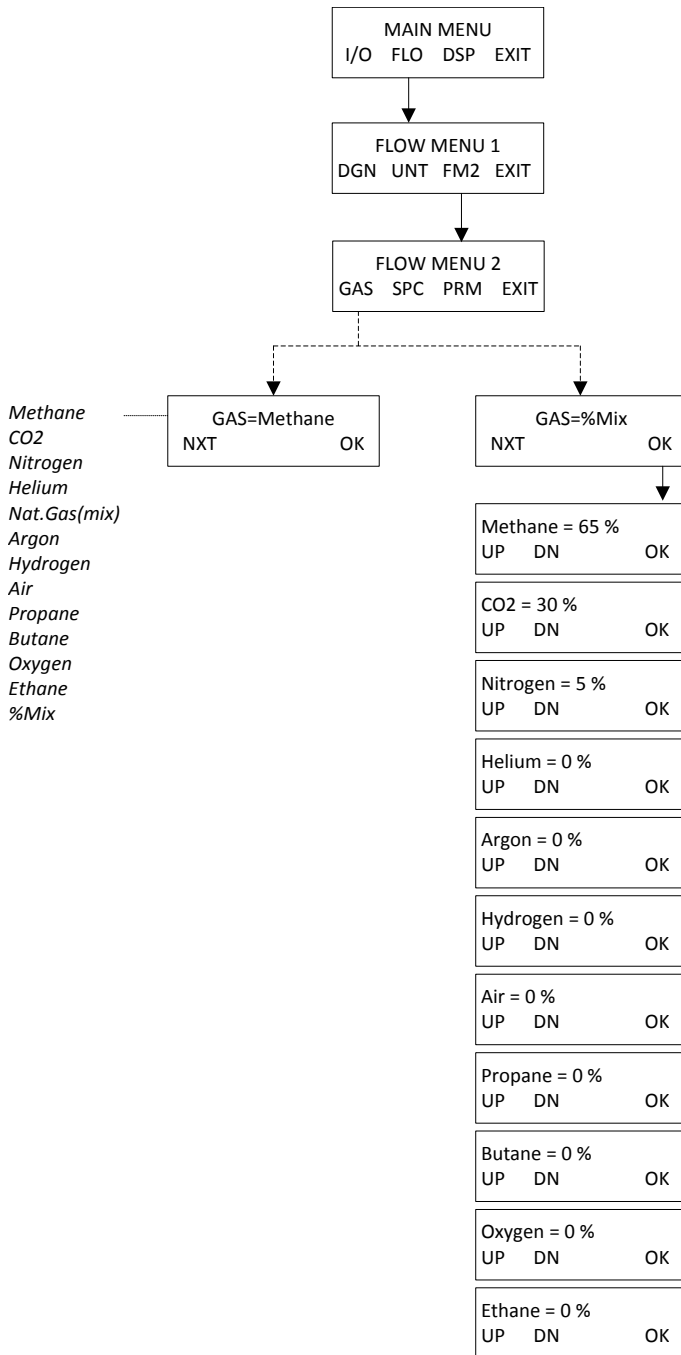 MAIN MENU
I/O FLO DSP EXIT
FLOW MENU 1
DGN UNT FM2 EXIT
FLOW MENU 2
GAS SPC PRM EXIT
Methane
CO2
Nitrogen
Helium
Nat.Gas(mix)
Argon
Hydrogen
Air
Propane
Butane
Oxygen
Ethane
%Mix
GAS=Methane
NXT OK
GAS=%Mix
NXT OK
Methane = 65 %
UP DN OK
CO2 = 30 %
UP DN OK
Nitrogen = 5 %
UP DN OK
Helium = 0 %
UP DN OK
Argon = 0 %
UP DN OK
Hydrogen = 0 %
UP DN OK
Air = 0 %
UP DN OK
Propane = 0 %
UP DN OK
Butane = 0 %
UP DN OK
Oxygen = 0 %
UP DN OK
Ethane = 0 %
UP DN OK